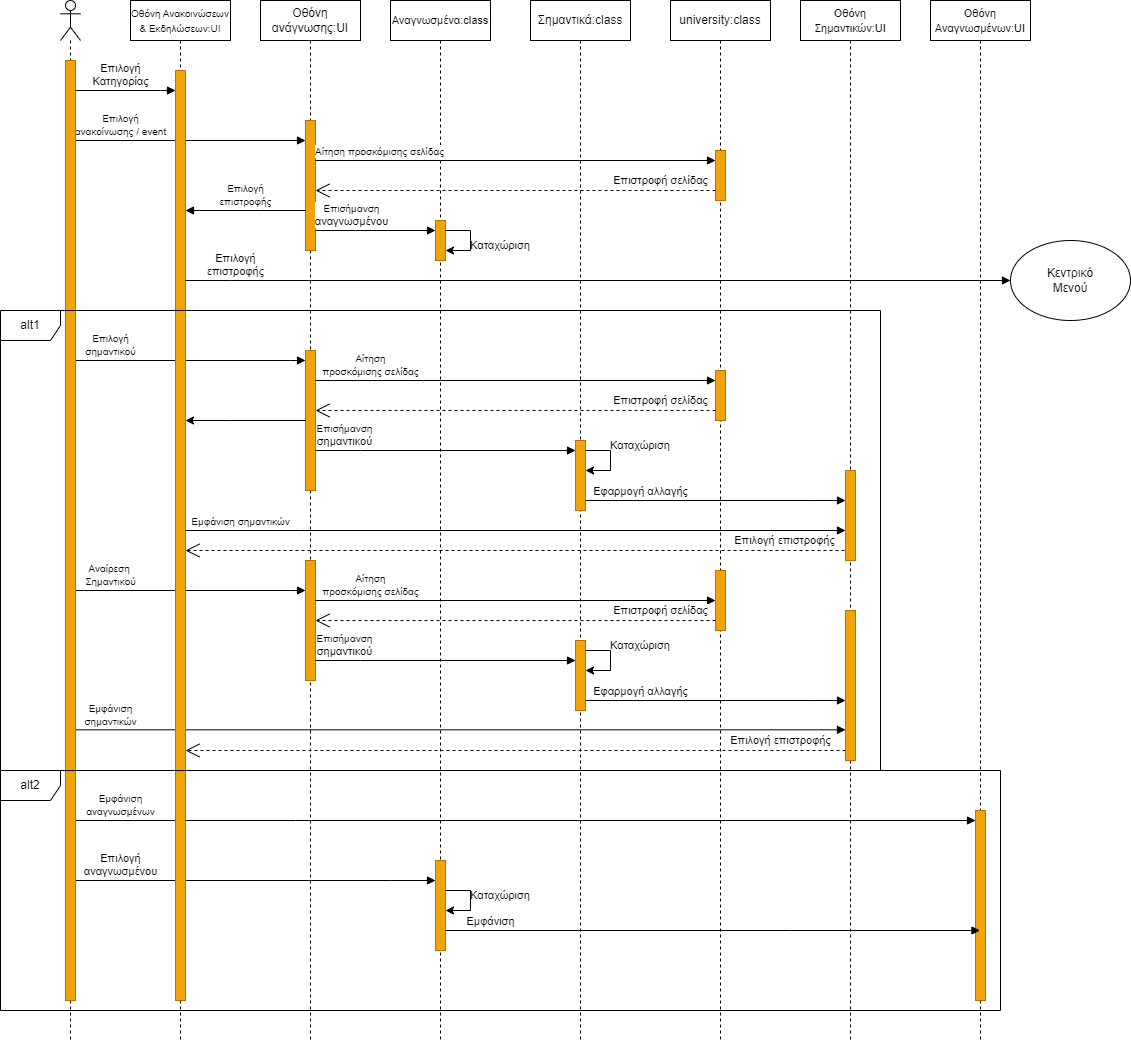 Οθόνη Ανακοινώσεων
& Εκδηλώσεων:UI
Οθόνη
ανάγνωσης:UI
Αναγνωσμένα:class
Σημαντικά:class
university:class
Οθόνη
Σημαντικών:UI
Οθόνη
Αναγνωσμένων:UI
Επιλογή
Κατηγορίας
Επιλογή
ανακοίνωσης / event
Αίτηση προσκόμισης σελίδας
Επιστροφή σελίδας
Επιλογή
επιστροφής
Επισήμανση
αναγνωσμένου
Καταχώριση
Επιλογή
επιστροφής
Κεντρικό
Μενού
alt1
Επιλογή
σημαντικού
Αίτηση
προσκόμισης σελίδας
Επιστροφή σελίδας
Επισήμανση
σημαντικού
Καταχώριση
Εφαρμογή αλλαγής
Εμφάνιση σημαντικών
Επιλογή επιστροφής
Αναίρεση
Σημαντικού
Αίτηση
προσκόμισης σελίδας
Επιστροφή σελίδας
Επισήμανση
σημαντικού
Καταχώριση
Εφαρμογή αλλαγής
Εμφάνιση
σημαντικών
Επιλογή επιστροφής
alt2
Εμφάνιση
αναγνωσμένων
Επιλογή
αναγνωσμένου
Καταχώριση
Εμφάνιση